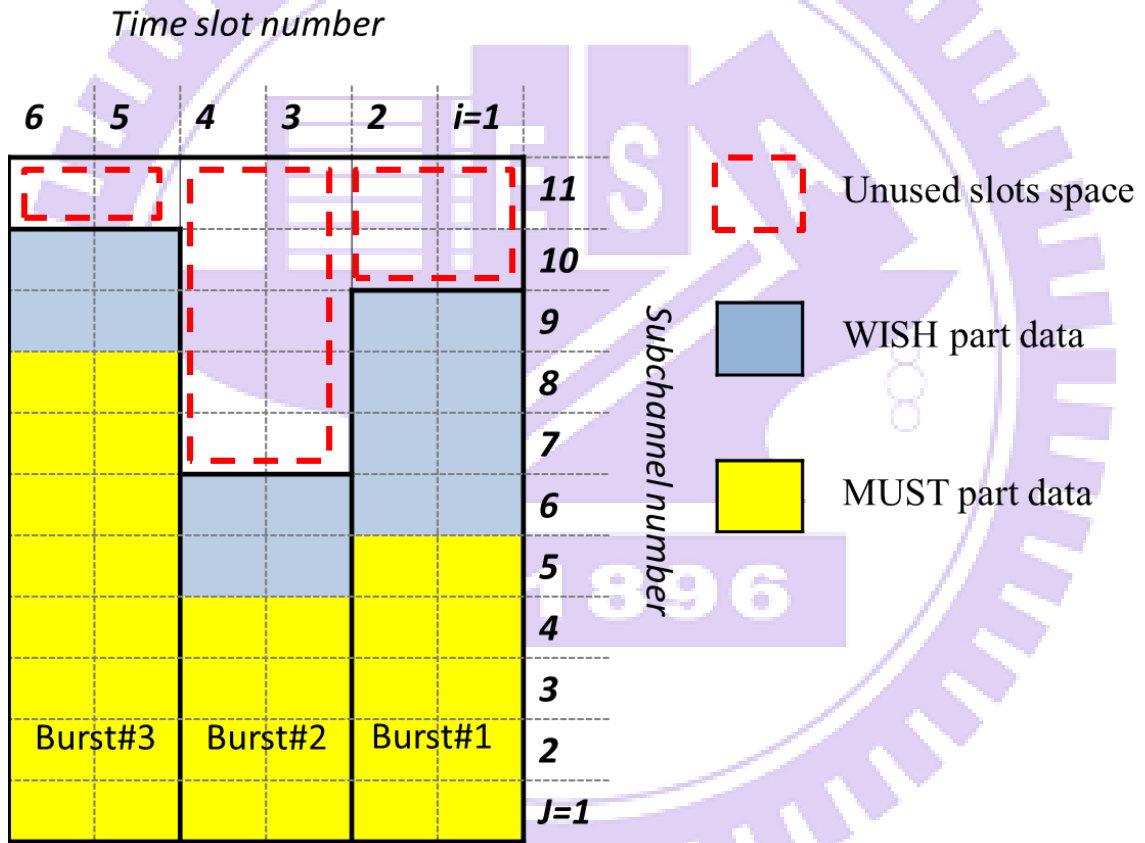 Time slot number
6 5 4 3 2 i=1
11
10
9
8
7
6
5
4
3
2
J=1
Subchannel number
Burst#3 Burst#2 Burst#1
Unused slots space
WISH part data
MUST part data
E S A
1896